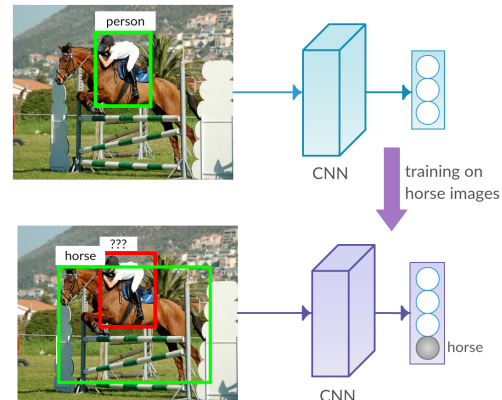 person
CNN
training on
horse images
???
horse
horse
CNN